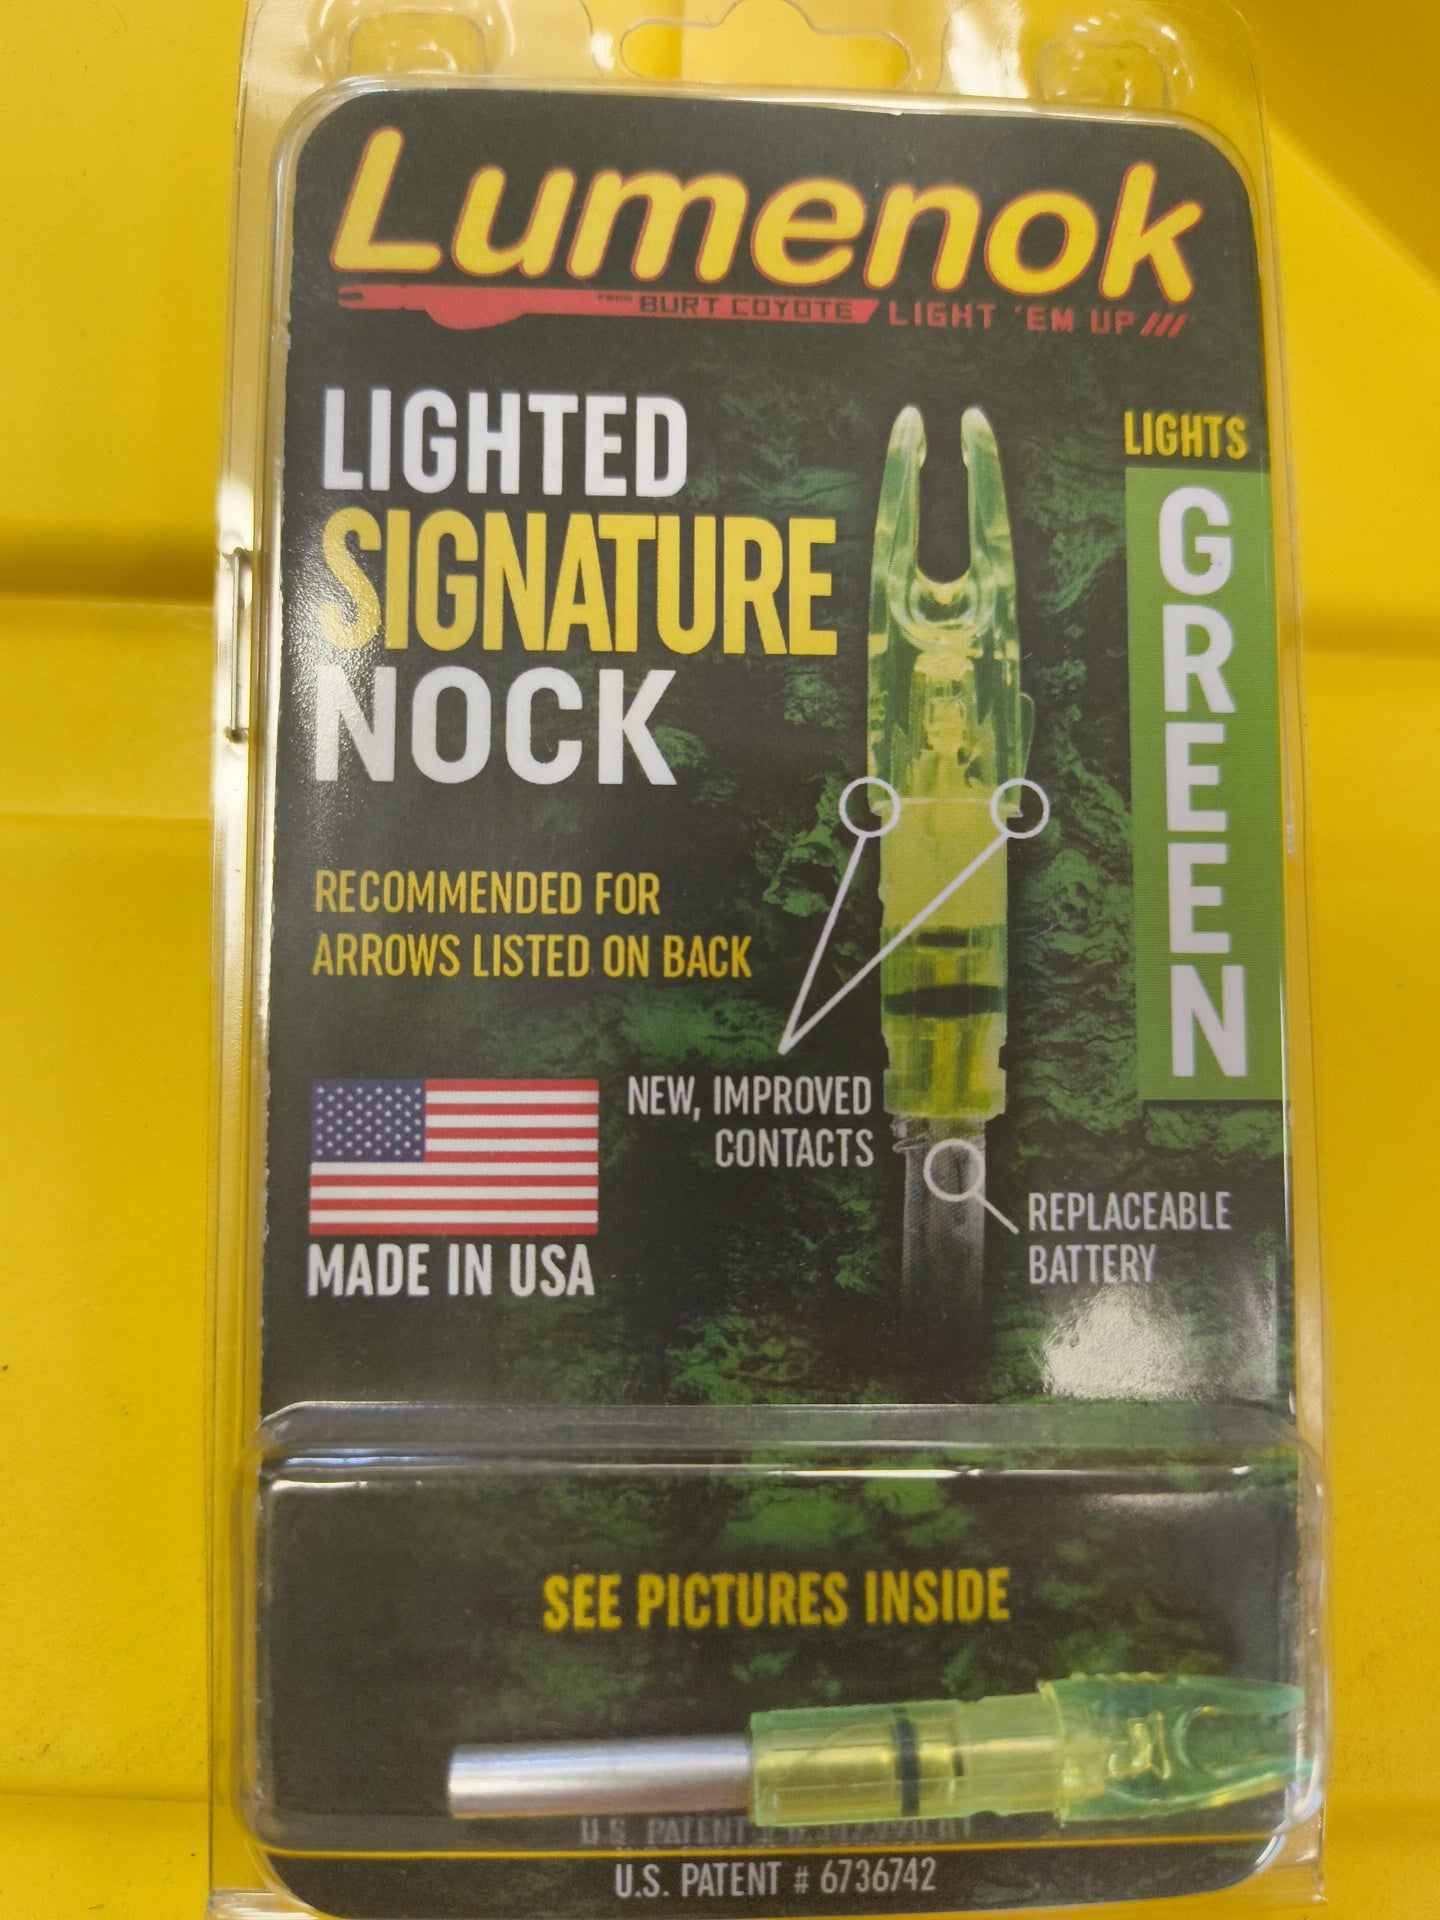 Lumenok
FROM BURT COYOTE LIGHT 'EM UP
LIGHTED
SIGNATURE
NOCK
LIGHTS
GREEN
RECOMMENDED FOR
ARROWS LISTED ON BACK
NEW, IMPROVED
CONTACTS
REPLACEABLE
BATTERY
MADE IN USA
SEE PICTURES INSIDE
U.S. PATENT
U.S. PATENT # 6736742